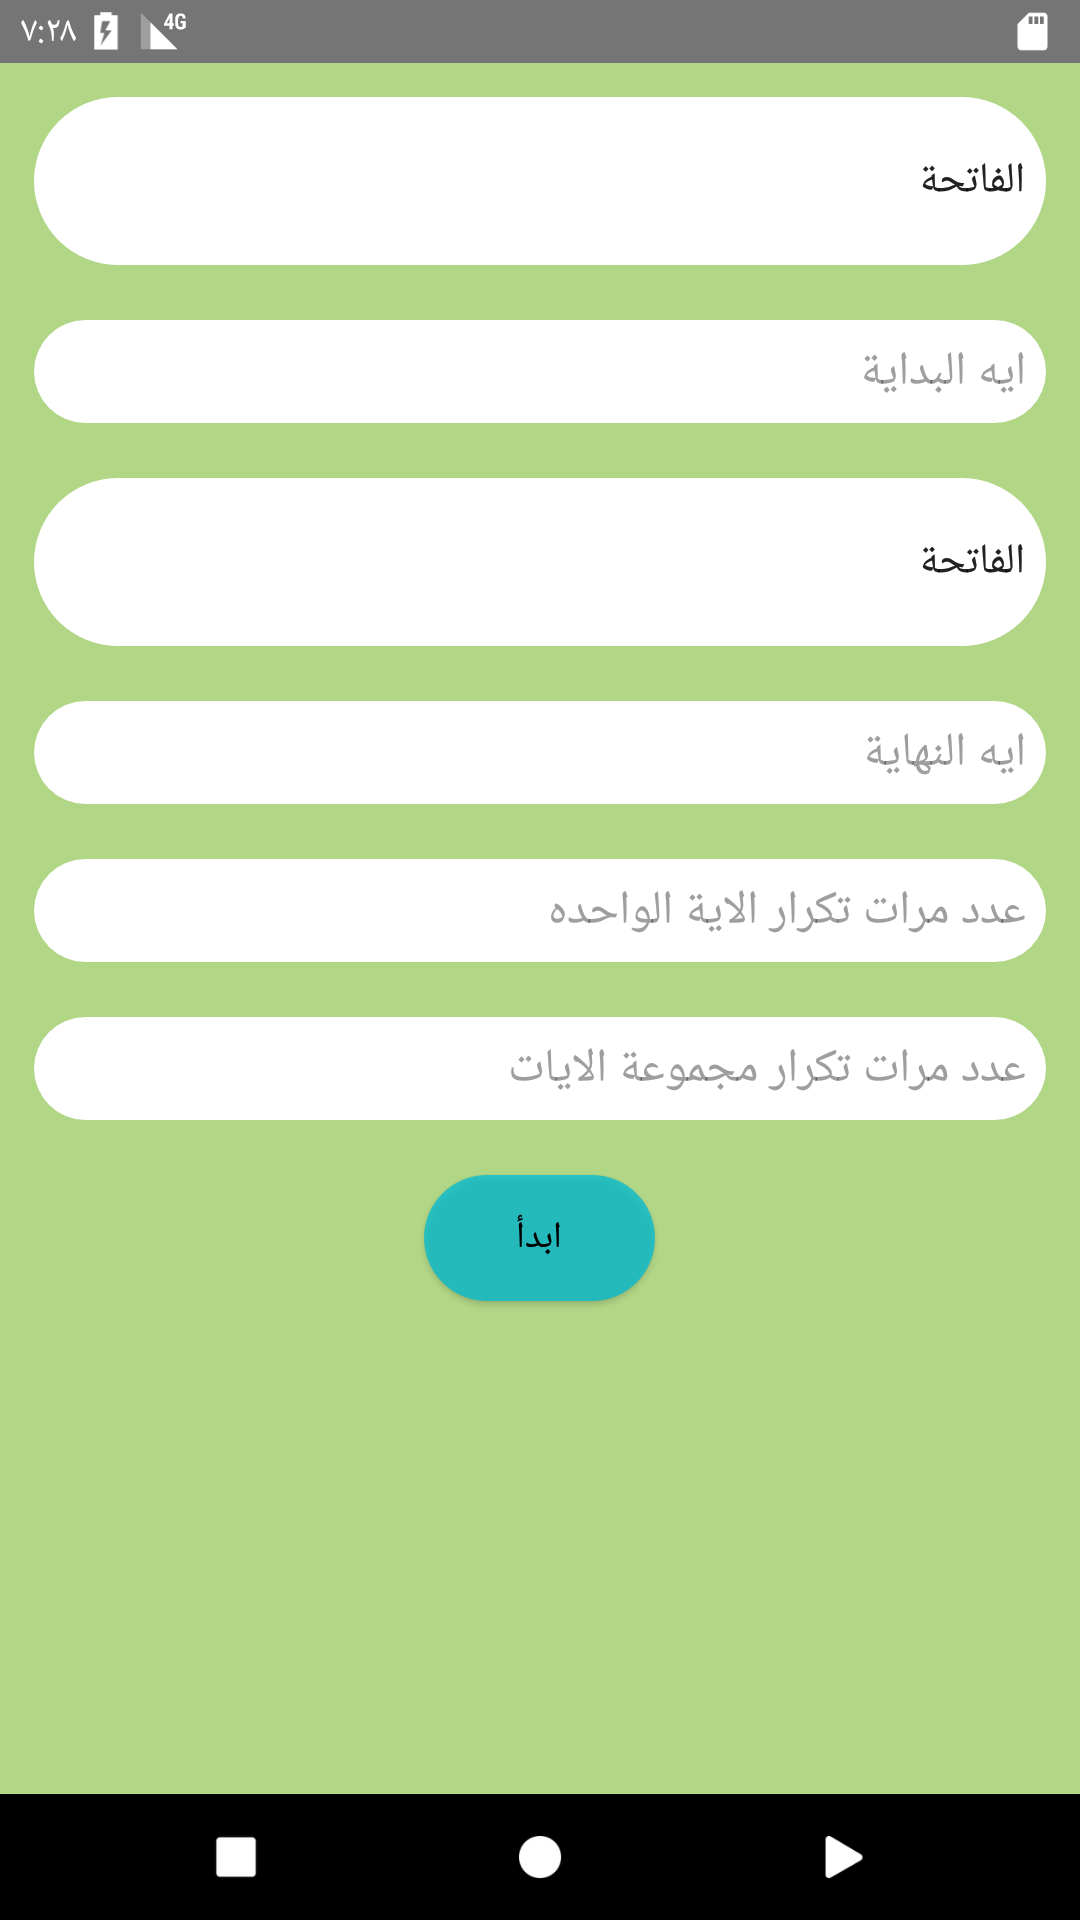 ٧:٢٨
4G
الفاتحة
ايه البداية
الفاتحة
ايه النهاية
عدد مرات تكرار الاية الواحده
عدد مرات تكرار مجموعة الايات
ابدأ